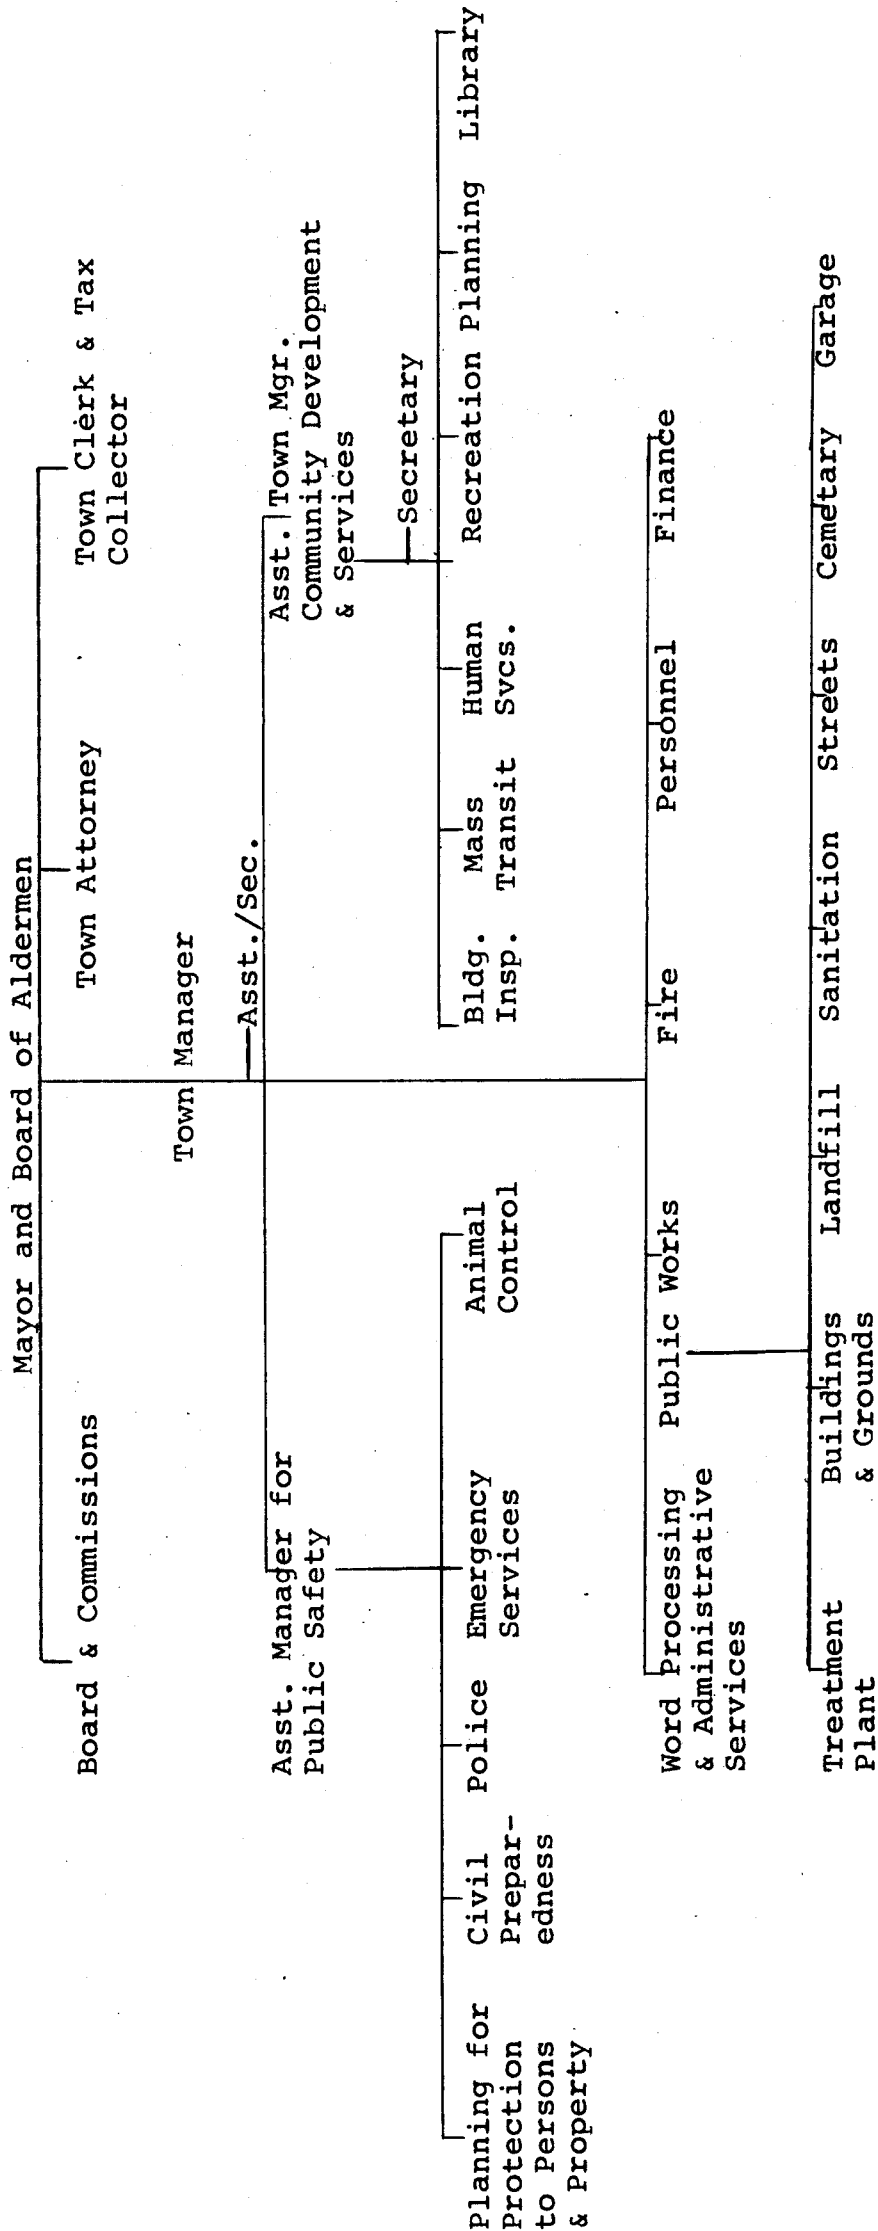 Mayor and Board of Aldermen
Board & Commissions
Town Attorney
Town Clerk & Tax
Collector
Town Manager
Asst./Sec.
Asst. Manager for
Public Safety
Asst. Town Mgr.
Community Development
& Services
Secretary
Planning for
Protection
to Persons
& Property
Civil
Prepar-
edness
Police
Emergency
Services
Animal
Control
Bldg.
Insp.
Mass
Transit
Human
Svcs.
Recreation
Planning
Library
Word Processing
& Administrative
Services
Public Works
Fire
Personnel
Finance
Treatment
Plant
Buildings
& Grounds
Landfill
Sanitation
Streets
Cemetary
Garage